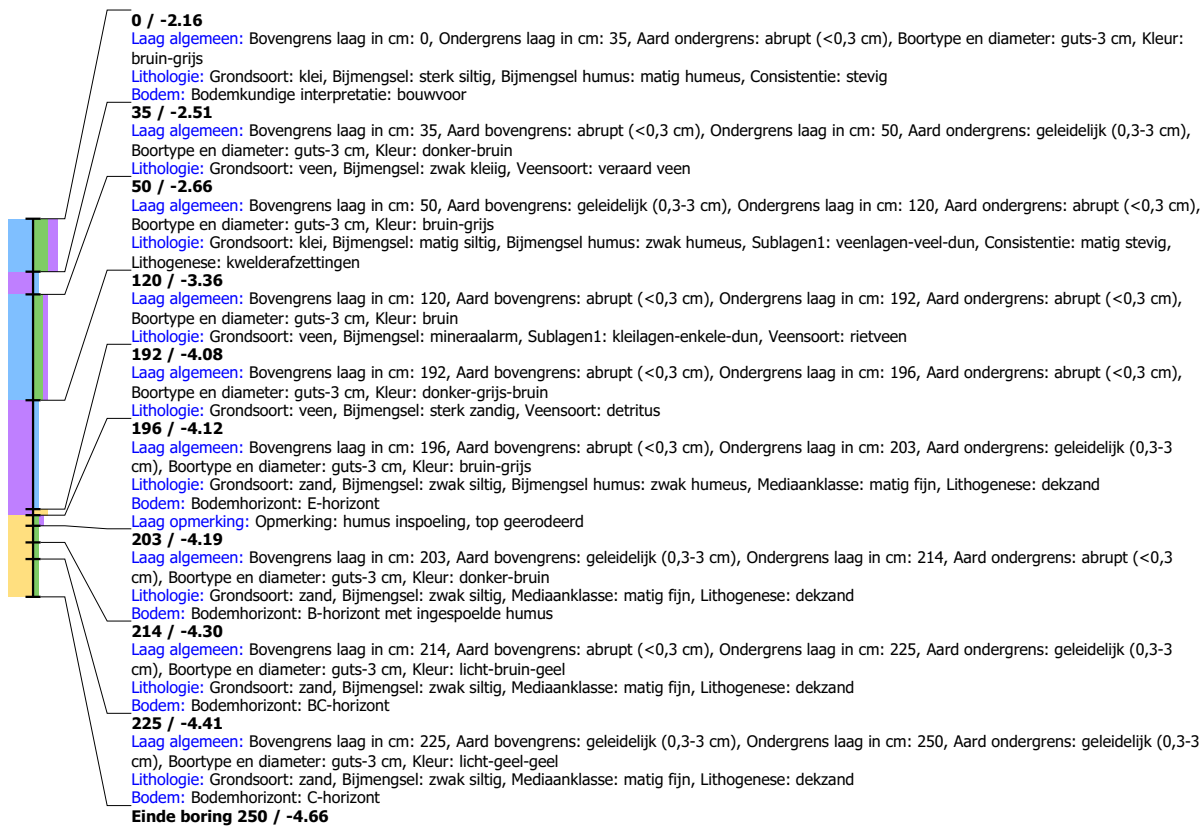 0 / -2.16
Laag algemeen: Bovengrens laag in cm: 0, Ondergrens laag in cm: 35, Aard ondergrens: abrupt (<0,3 cm), Boortype en diameter: guts-3 cm, Kleur:
bruin-grijs
Lithologie: Grondsoort: klei, Bijmengsel: sterk siltig, Bijmengsel humus: matig humeus, Consistentie: stevig
Bodem: Bodemkundige interpretatie: bouwvoor
35 / -2.51
Laag algemeen: Bovengrens laag in cm: 35, Aard bovengrens: abrupt (<0,3 cm), Ondergrens laag in cm: 50, Aard ondergrens: geleidelijk (0,3-3 cm),
Boortype en diameter: guts-3 cm, Kleur: donker-bruin
Lithologie: Grondsoort: veen, Bijmengsel: zwak kleiig, Veensoort: veraard veen
50 / -2.66
Laag algemeen: Bovengrens laag in cm: 50, Aard bovengrens: geleidelijk (0,3-3 cm), Ondergrens laag in cm: 120, Aard ondergrens: abrupt (<0,3 cm),
Boortype en diameter: guts-3 cm, Kleur: bruin-grijs
Lithologie: Grondsoort: klei, Bijmengsel: matig siltig, Bijmengsel humus: zwak humeus, Sublagen1: veenlagen-veel-dun, Consistentie: matig stevig,
Lithogenese: kwelderafzettingen
120 / -3.36
Laag algemeen: Bovengrens laag in cm: 120, Aard bovengrens: abrupt (<0,3 cm), Ondergrens laag in cm: 192, Aard ondergrens: abrupt (<0,3 cm),
Boortype en diameter: guts-3 cm, Kleur: bruin
Lithologie: Grondsoort: veen, Bijmengsel: mineraalarm, Sublagen1: kleilagen-enkele-dun, Veensoort: rietveen
192 / -4.08
Laag algemeen: Bovengrens laag in cm: 192, Aard bovengrens: abrupt (<0,3 cm), Ondergrens laag in cm: 196, Aard ondergrens: abrupt (<0,3 cm),
Boortype en diameter: guts-3 cm, Kleur: donker-grijs-bruin
Lithologie: Grondsoort: veen, Bijmengsel: sterk zandig, Veensoort: detritus
196 / -4.12
Laag algemeen: Bovengrens laag in cm: 196, Aard bovengrens: abrupt (<0,3 cm), Ondergrens laag in cm: 203, Aard ondergrens: geleidelijk (0,3-3
cm), Boortype en diameter: guts-3 cm, Kleur: bruin-grijs
Lithologie: Grondsoort: zand, Bijmengsel: zwak siltig, Bijmengsel humus: zwak humeus, Mediaanklasse: matig fijn, Lithogenese: dekzand
Bodem: Bodemhorizont: E-horizont
Laag opmerking: Opmerking: humus inspoeling, top geerodeerd
203 / -4.19
Laag algemeen: Bovengrens laag in cm: 203, Aard bovengrens: geleidelijk (0,3-3 cm), Ondergrens laag in cm: 214, Aard ondergrens: abrupt (<0,3
cm), Boortype en diameter: guts-3 cm, Kleur: donker-bruin
Lithologie: Grondsoort: zand, Bijmengsel: zwak siltig, Mediaanklasse: matig fijn, Lithogenese: dekzand
Bodem: Bodemhorizont: B-horizont met ingespoelde humus
214 / -4.30
Laag algemeen: Bovengrens laag in cm: 214, Aard bovengrens: abrupt (<0,3 cm), Ondergrens laag in cm: 225, Aard ondergrens: geleidelijk (0,3-3
cm), Boortype en diameter: guts-3 cm, Kleur: licht-bruin-geel
Lithologie: Grondsoort: zand, Bijmengsel: zwak siltig, Mediaanklasse: matig fijn, Lithogenese: dekzand
Bodem: Bodemhorizont: BC-horizont
225 / -4.41
Laag algemeen: Bovengrens laag in cm: 225, Aard bovengrens: geleidelijk (0,3-3 cm), Ondergrens laag in cm: 250, Aard ondergrens: geleidelijk (0,3-3
cm), Boortype en diameter: guts-3 cm, Kleur: licht-geel-geel
Lithologie: Grondsoort: zand, Bijmengsel: zwak siltig, Mediaanklasse: matig fijn, Lithogenese: dekzand
Bodem: Bodemhorizont: C-horizont
Einde boring 250 / -4.66